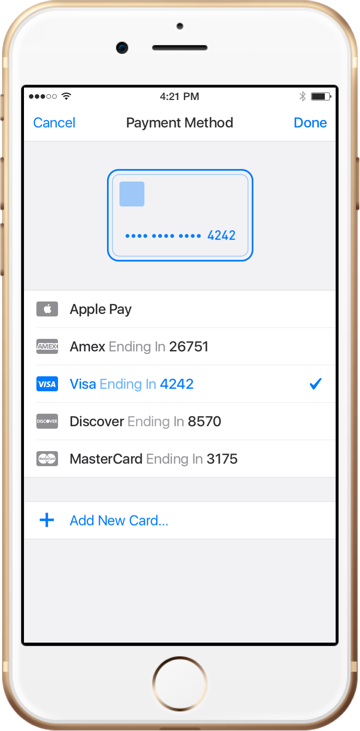 4:21 PM
Cancel Payment Method Done
•••• •••• •••• 4242
Apple Pay
AMEX Amex Ending In 26751
VISA Visa Ending In 4242
DISCOVER Discover Ending In 8570
MasterCard Ending In 3175
+ Add New Card...